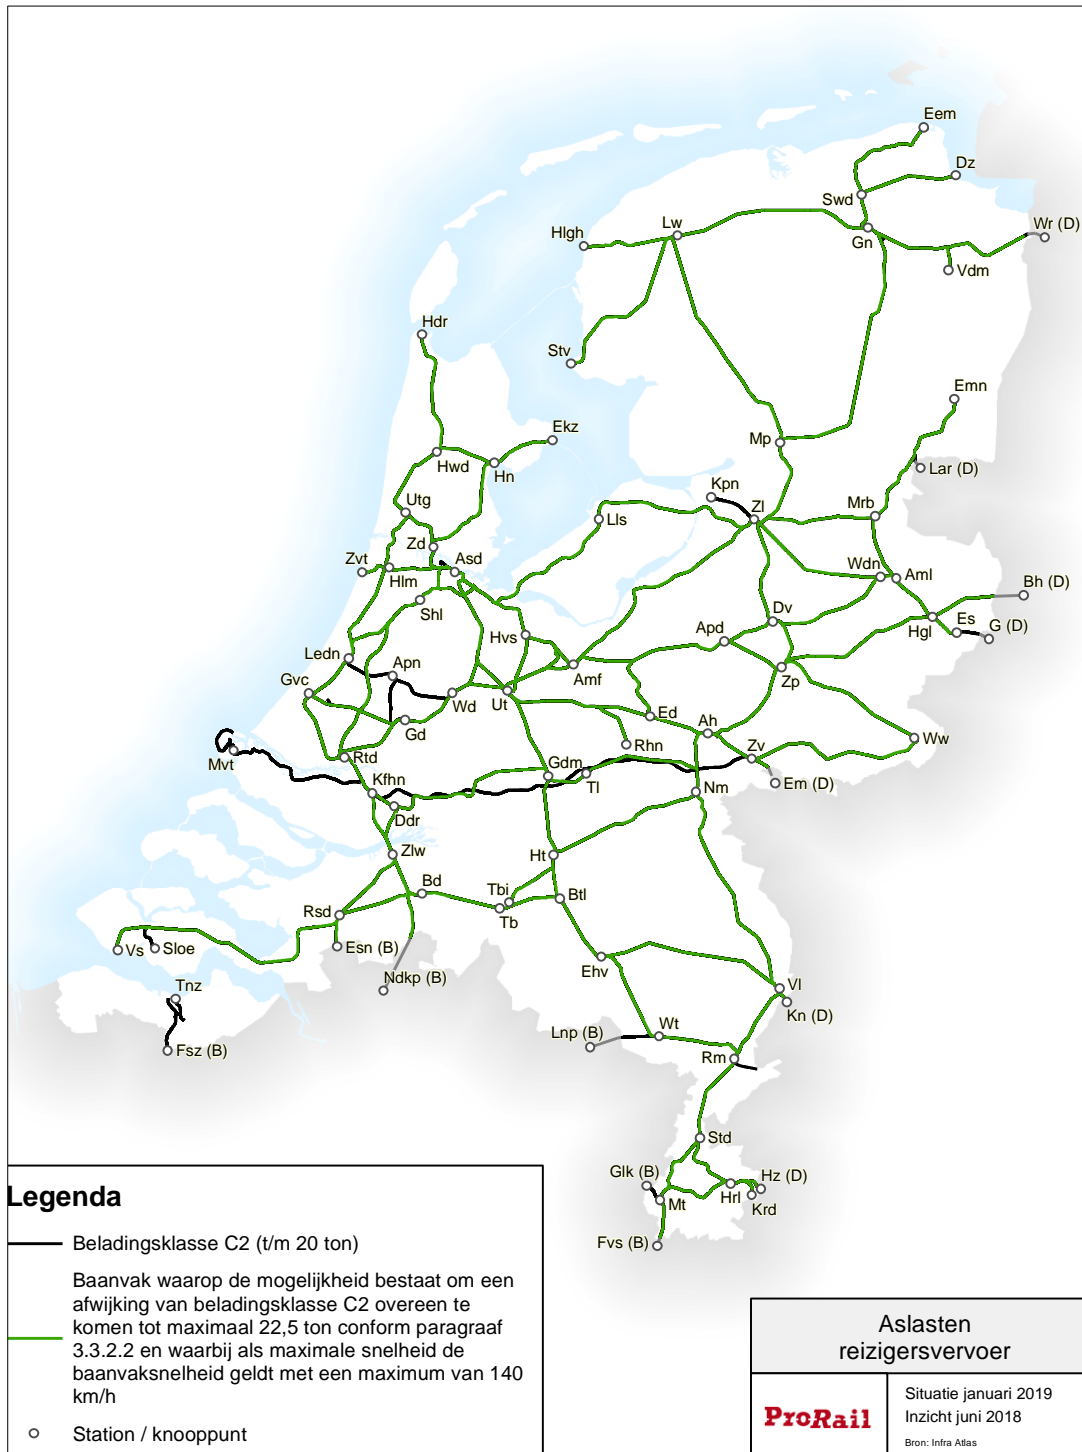 Eem
Dz
Swd
Lw
Hlgh
Gn
Wr (D)
Vdm
Hdr
Stv
Emn
Ekz
Mp
Hwd
Hn
Lar (D)
Kpn
Utg
Zl
Mrb
Lls
Zd
Zvt
Asd
Hlm
Wdn
Aml
Bh (D)
Shl
Dv
Es
G (D)
Hvs
Apd
Hgl
Ledn
Apn
Amf
Zp
Gvc
Wd
Ut
Gd
Ed
Ah
Ww
Rhn
Zv
Mvt
Rtd
Gdm
Tl
Em (D)
Kfhn
Nm
Ddr
Zlw
Ht
Bd
Tbi
Btl
Rsd
Tb
Vs
Sloe
Esn (B)
Ehv
Ndkp (B)
Vl
Tnz
Kn (D)
Lnp (B)
Wt
Fsz (B)
Rm
Std
Glk (B)
Hz (D)
Mt
Hrl
Krd
Fvs (B)
Legenda
Beladingsklasse C2 (t/m 20 ton)
Baanvak waarop de mogelijkheid bestaat om een
afwijking van beladingsklasse C2 overeen te
komen tot maximaal 22,5 ton conform paragraaf
3.3.2.2 en waarbij als maximale snelheid de
baanvaksnelheid geldt met een maximum van 140
km/h
Station / knooppunt
Aslasten
reizigersvervoer
ProRail
Situatie januari 2019
Inzicht juni 2018
Bron: Infra Atlas